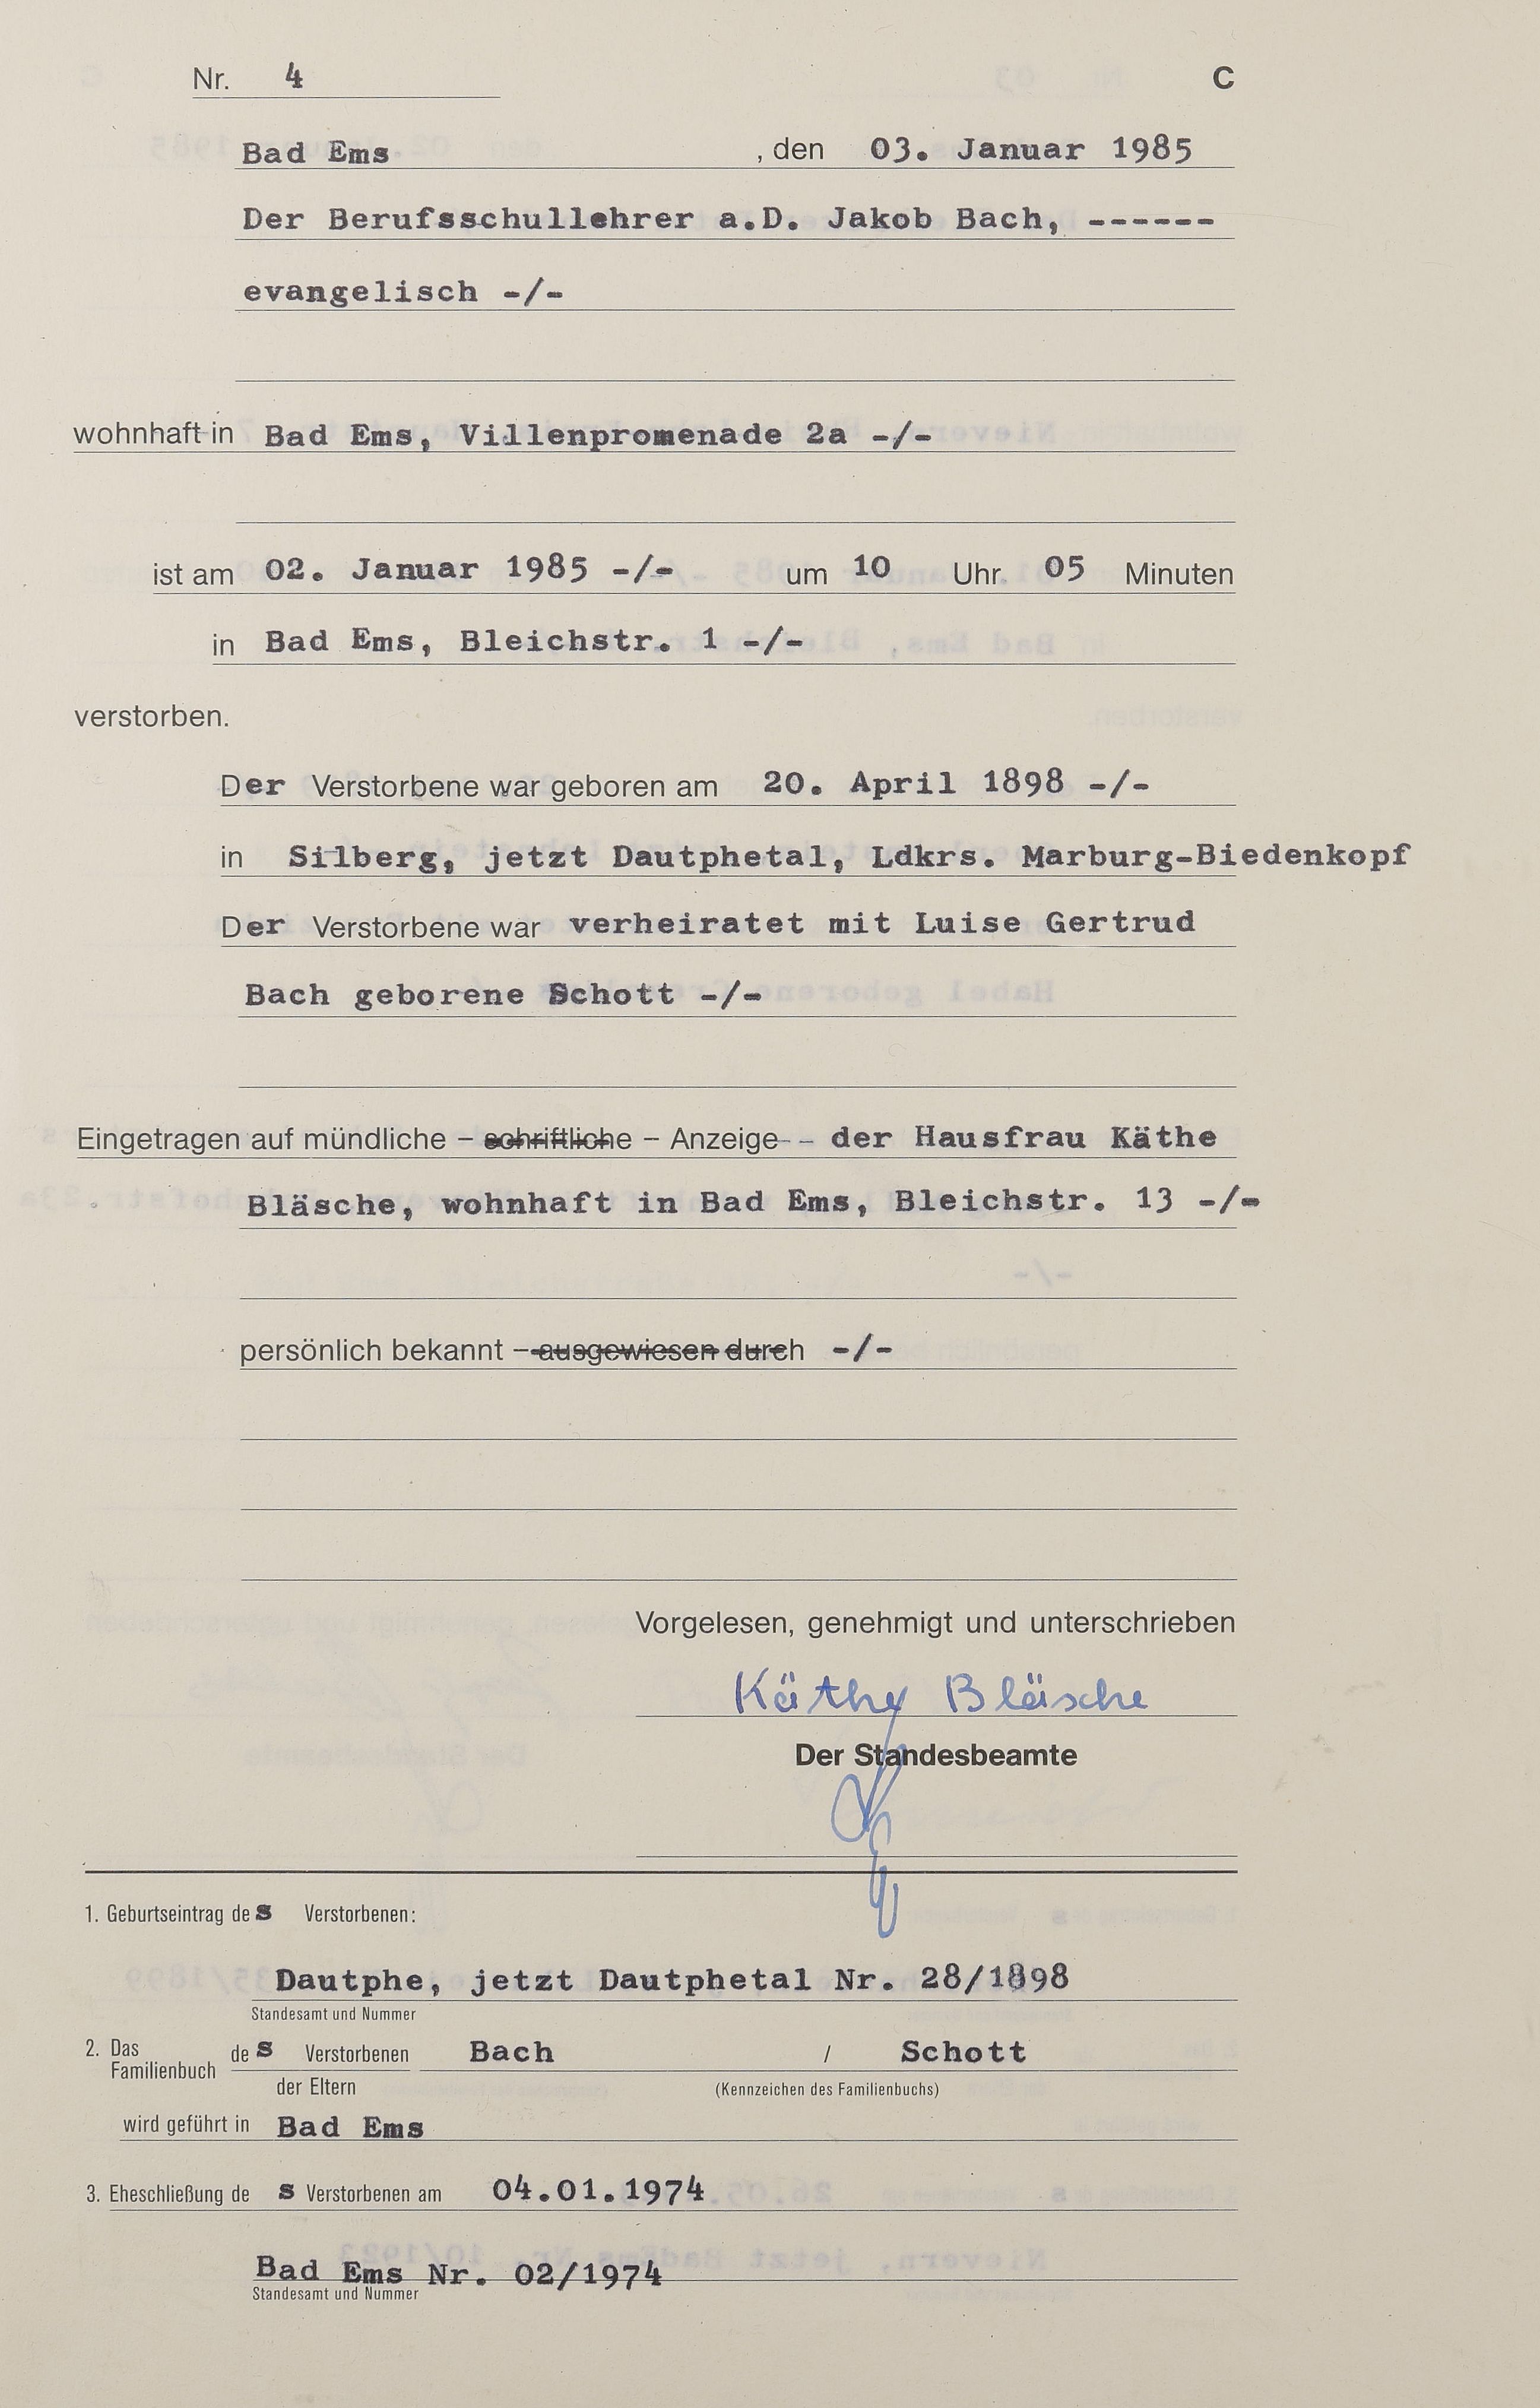 Nr. 4 C
Bad Ems , den 03. Januar 1985
Der Berufsschullehrer a.D. Jakob Bach, ------
evangelisch -/-
wohnhaft in Bad Ems, Villenpromenade 2a -/-
ist am 02. Januar 1985 -/- um 10 Uhr 05 Minuten
in Bad Ems, Bleichstr. 1 -/-
verstorben.
Der Verstorbene war geboren am 20. April 1898 -/-
in Silberg, jetzt Dautphetal, Ldkrs. Marburg-Biedenkopf
Der Verstorbene war verheiratet mit Luise Gertrud
Bach geborene Schott -/-
Eingetragen auf mündliche – schriftliche – Anzeige - - der Hausfrau Käthe
Bläsche, wohnhaft in Bad Ems, Bleichstr. 13 -/-
persönlich bekannt – ausgewiesen durch -/-
Vorgelesen, genehmigt und unterschrieben
Käthe Bläsche
Der Standesbeamte
1. Geburtseintrag des Verstorbenen:
Dautphe, jetzt Dautphetal Nr. 28/1898
Standesamt und Nummer
2. Das Familienbuch des Verstorbenen Bach / Schott
der Eltern (Kennzeichen des Familienbuchs)
wird geführt in Bad Ems
3. Eheschließung de s Verstorbenen am 04.01.1974
Bad Ems Nr. 02/1974
Standesamt und Nummer